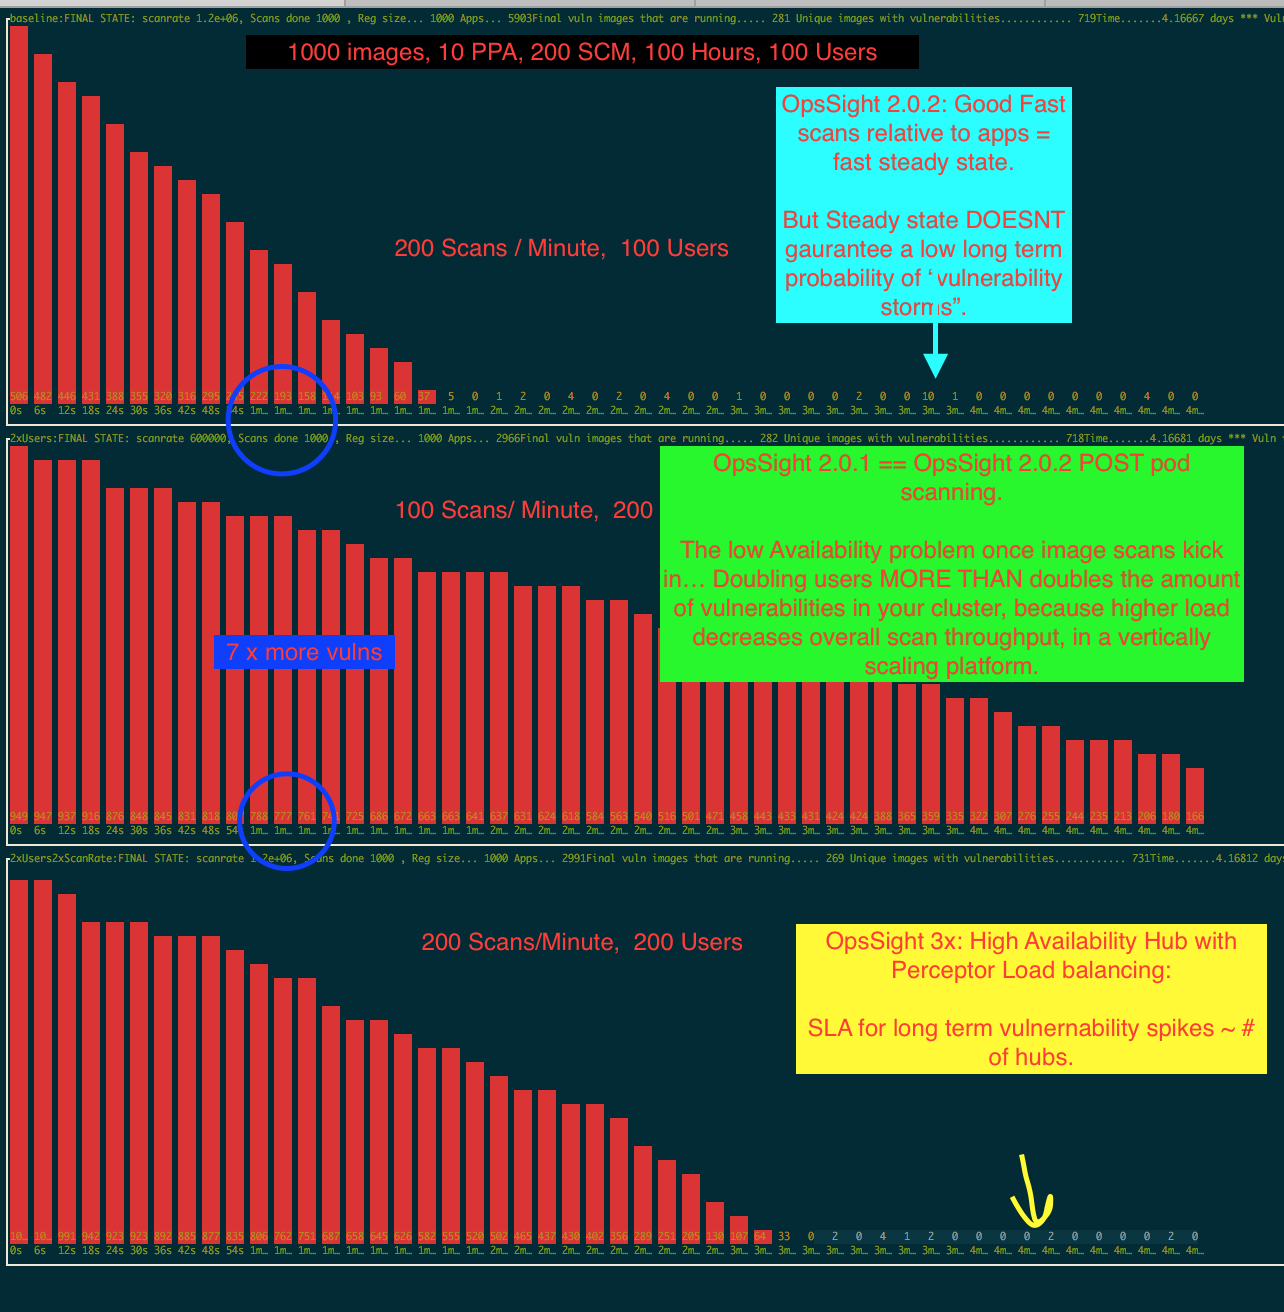 baseline:FINAL STATE: scanrate 1.2e+06, Scans done 1000 , Reg size... 1000 Apps... 5903Final vuln images that are running..... 281 Unique images with vulnerabilities............ 719Time.......4.16667 days *** Vuln
1000 images, 10 PPA, 200 SCM, 100 Hours, 100 Users
OpsSight 2.0.2: Good Fast
scans relative to apps =
fast steady state.
But Steady state DOESNT
gaurantee a low long term
probability of “vulnerability
storms”.
200 Scans / Minute, 100 Users
506 482 446 431 388 355 320 316 295 222 193 158 103 93 60 37 5 0 1 2 0 4 0 2 0 4 0 0 1 0 0 0 0 2 0 0 10 1 0 0 0 0 0 0 0 4 0 0
0s 6s 12s 18s 24s 30s 36s 42s 48s 54s 1m… 1m… 1m… 1m… 1m… 1m… 1m… 1m… 1m… 1m… 2m… 2m… 2m… 2m… 2m… 2m… 2m… 2m… 2m… 2m… 3m… 3m… 3m… 3m… 3m… 3m… 3m… 3m… 3m… 3m… 4m… 4m… 4m… 4m… 4m… 4m… 4m… 4m… 4m… 4m…
2xUsers:FINAL STATE: scanrate 600000, Scans done 1000 , Reg size... 1000 Apps... 2966Final vuln images that are running..... 282 Unique images with vulnerabilities............ 718Time.......4.16681 days *** Vuln
OpsSight 2.0.1 == OpsSight 2.0.2 POST pod
scanning.
100 Scans/ Minute, 200
The low Availability problem once image scans kick
in… Doubling users MORE THAN doubles the amount
of vulnerabilities in your cluster, because higher load
decreases overall scan throughput, in a vertically
scaling platform.
7 x more vulns
949 947 937 916 876 848 845 831 818 788 777 761 725 686 672 663 663 641 637 631 624 618 584 563 540 516 501 471 458 443 433 431 424 424 388 365 359 335 322 307 276 255 244 235 213 206 180 166
0s 6s 12s 18s 24s 30s 36s 42s 48s 54s 1m… 1m… 1m… 1m… 1m… 1m… 1m… 1m… 1m… 1m… 2m… 2m… 2m… 2m… 2m… 2m… 2m… 2m… 2m… 2m… 3m… 3m… 3m… 3m… 3m… 3m… 3m… 3m… 3m… 3m… 4m… 4m… 4m… 4m… 4m… 4m… 4m… 4m… 4m… 4m…
2xUsers2xScanRate:FINAL STATE: scanrate 1.2e+06, Scans done 1000 , Reg size... 1000 Apps... 2991Final vuln images that are running..... 269 Unique images with vulnerabilities............ 731Time.......4.16812 days
200 Scans/Minute, 200 Users
OpsSight 3x: High Availability Hub with
Perceptor Load balancing:
SLA for long term vulnernability spikes ~ #
of hubs.
10… 10… 991 942 923 923 892 885 877 835 806 762 751 687 658 645 626 582 555 520 502 465 437 430 402 356 289 251 205 130 107 64 33 0 2 0 4 1 2 0 0 0 0 2 0 0 0 0 2 0
0s 6s 12s 18s 24s 30s 36s 42s 48s 54s 1m… 1m… 1m… 1m… 1m… 1m… 1m… 1m… 1m… 1m… 2m… 2m… 2m… 2m… 2m… 2m… 2m… 2m… 2m… 2m… 3m… 3m… 3m… 3m… 3m… 3m… 3m… 3m… 3m… 3m… 4m… 4m… 4m… 4m… 4m… 4m… 4m… 4m… 4m… 4m…